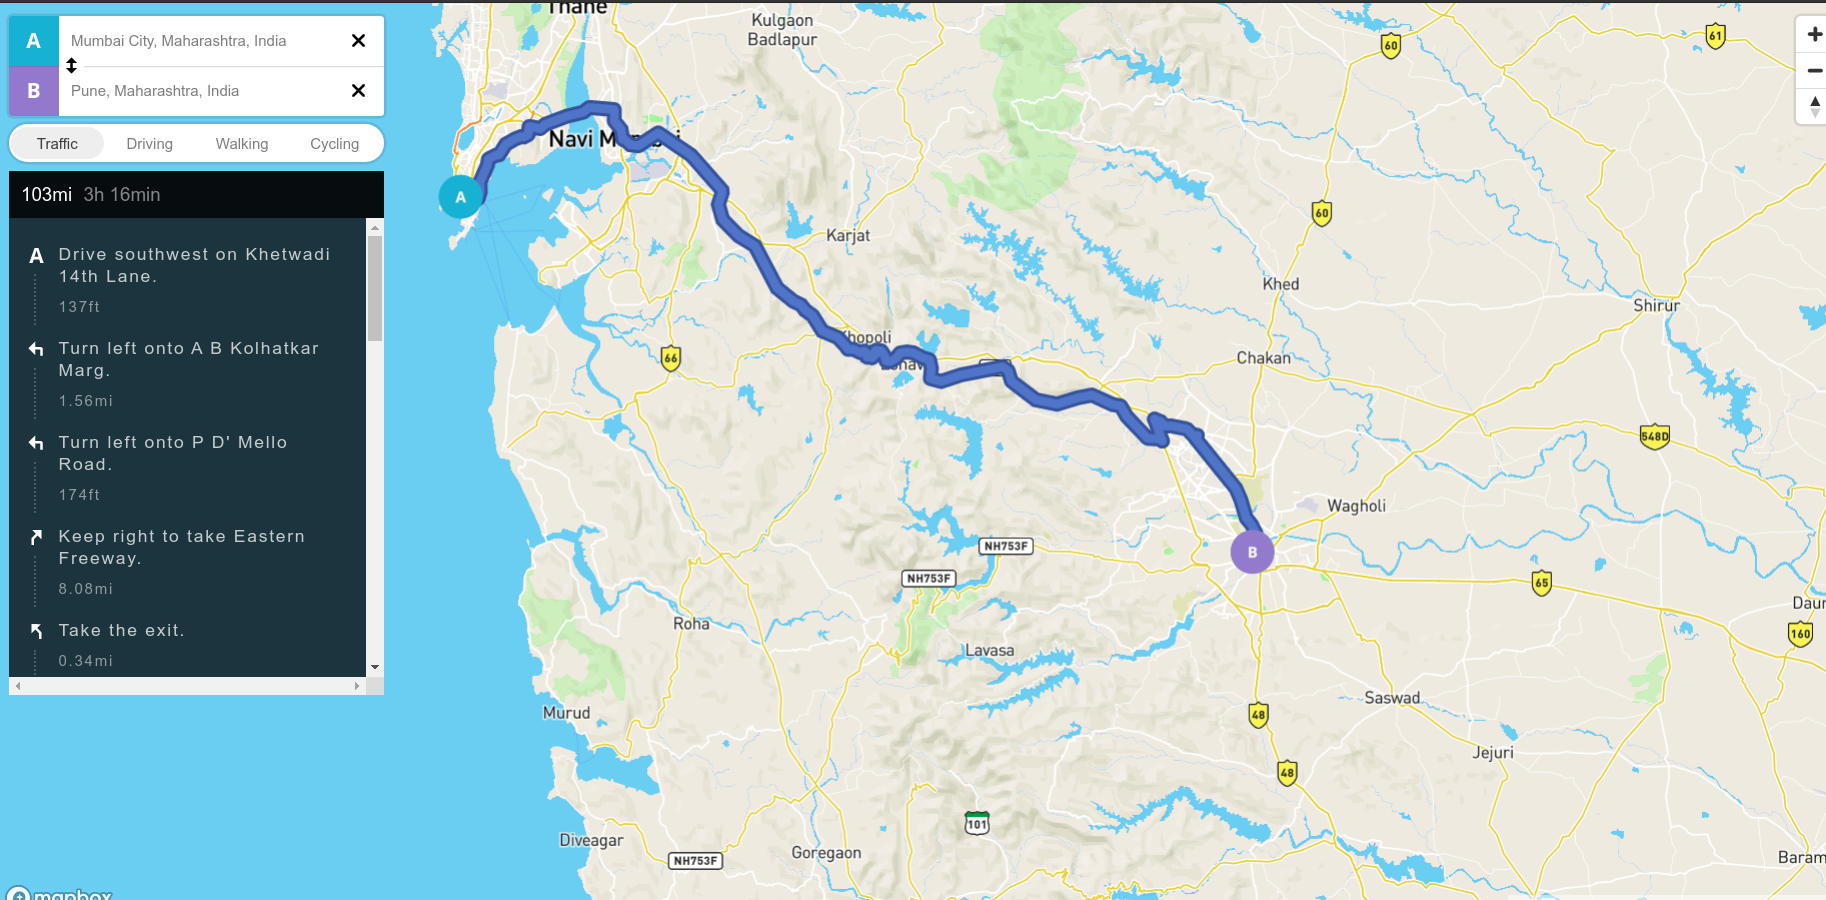 A
Mumbai City, Maharashtra, India
B
Pune, Maharashtra, India
Traffic
Driving
Walking
Cycling
103mi 3h 16min
A
Drive southwest on Khetwadi
14th Lane.
137ft
Turn left onto A B Kolhatkar
Marg.
1.56mi
Turn left onto P D' Mello
Road.
174ft
Keep right to take Eastern
Freeway.
8.08mi
Take the exit.
0.34mi
mapbox
Thane
Kulgaon
Badlapur
60
61
Navi M
A
60
Karjat
Khed
Shirur
Khopoli
66
Chakan
548D
Wagholi
NH753F
B
NH753F
65
Roha
160
Lavasa
Saswad
Murud
48
Jejuri
48
101
Diveagar
Goregaon
NH753F
Baram